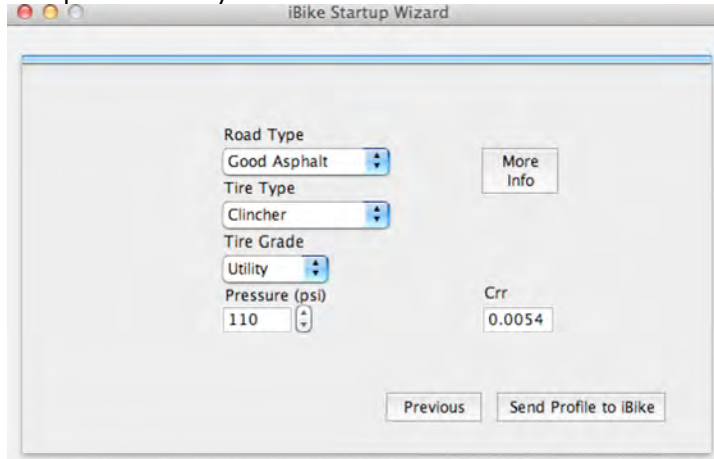 iBike Startup Wizard
Road Type
Good Asphalt
More
Info
Tire Type
Clincher
Tire Grade
Utility
Pressure (psi)
110
Crr
0.0054
Previous
Send Profile to iBike